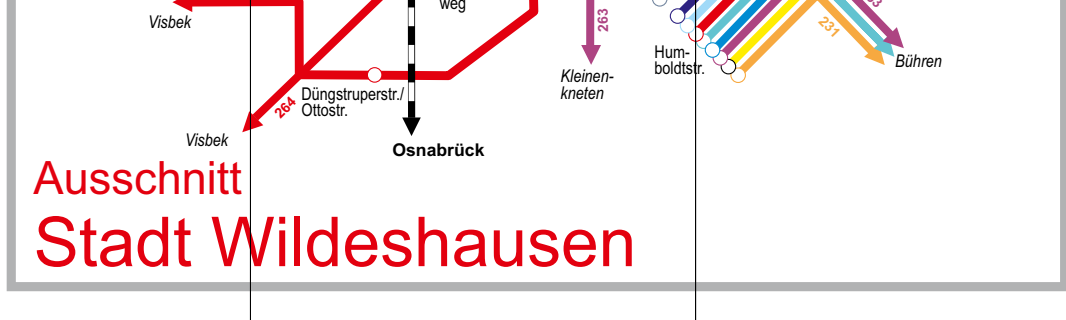 weg
Visbek
263
231
Hum-
boldtstr.
Bühren
Kleinen-
kneten
Düngstruperstr./
Ottostr.
264
Visbek
Osnabrück
Ausschnitt
Stadt Wildeshausen